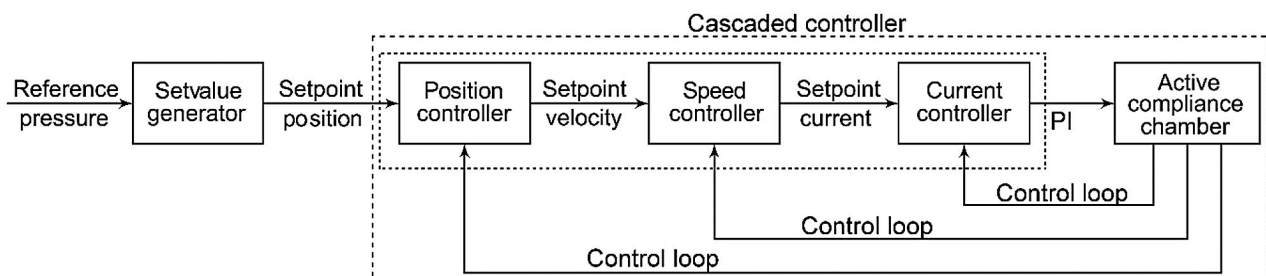 Cascaded controller
Reference
pressure
Setvalue
generator
Setpoint
position
Position
controller
Setpoint
velocity
Speed
controller
Setpoint
current
Current
controller
PI
Active
compliance
chamber
Control loop
Control loop
Control loop